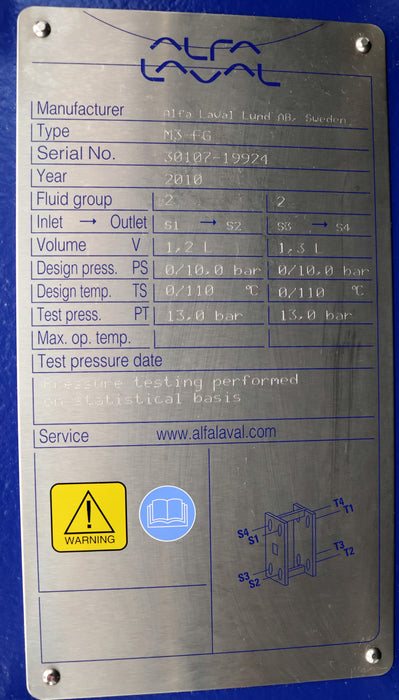 ALFA
LAVAL
Manufacturer Alfa Laval Lund AB, Sweden
Type M3-FG
Serial No. 30107-19924
Year 2010
Fluid group 2 2
Inlet → Outlet S1 → S2 S3 → S4
Volume V 1,2 L 1,3 L
Design press. PS 0/10,0 bar 0/10,0 bar
Design temp. TS 0/110 °C 0/110 °C
Test press. PT 13,0 bar 13,0 bar
Max. op. temp.
Test pressure date
Pressure testing performed
on statistical basis
Service www.alfalaval.com
WARNING
T4
T1
S4
S1
T3
T2
S3
S2